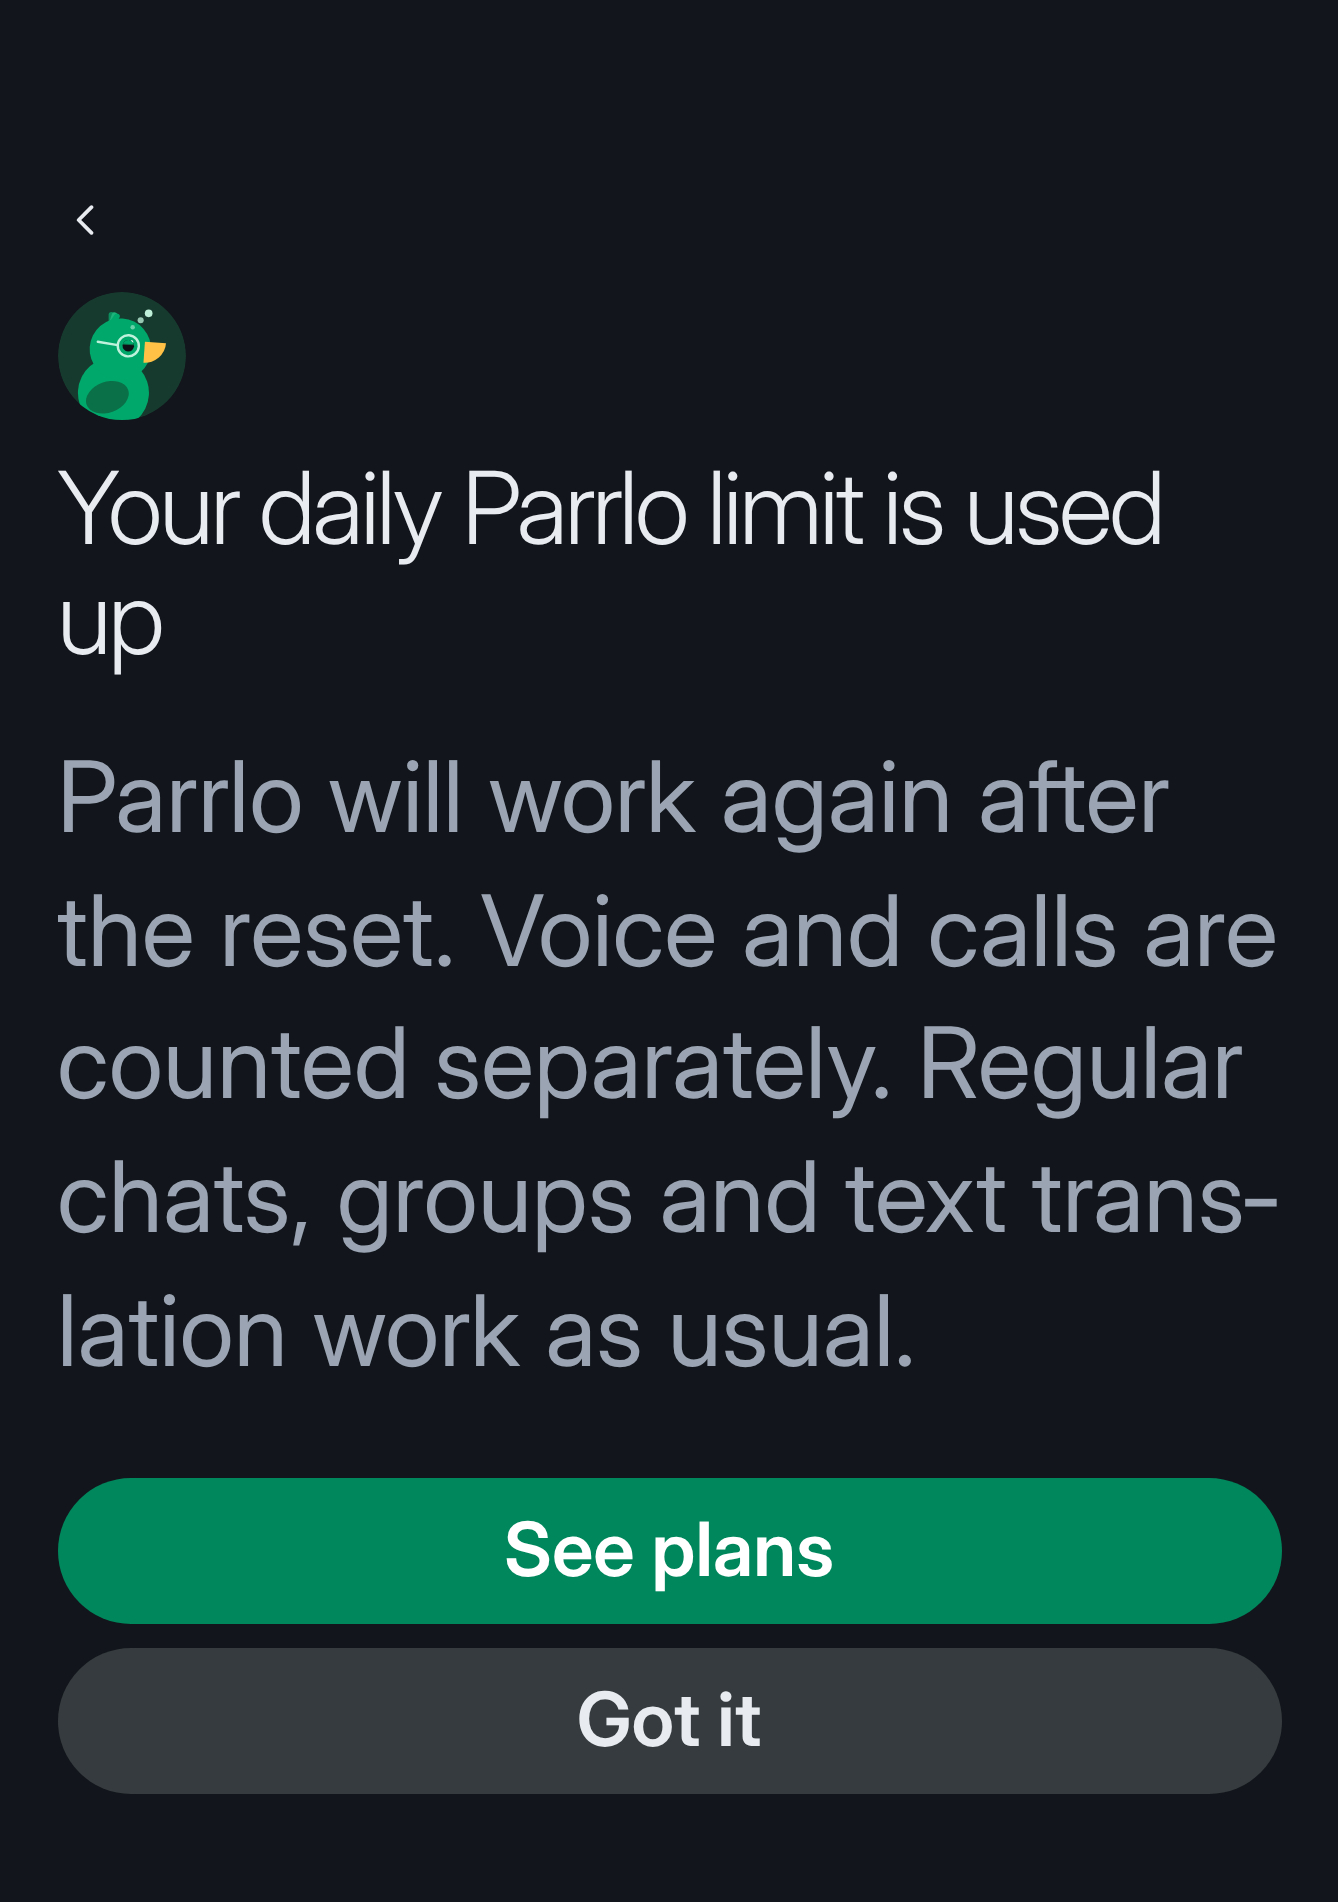 Your daily Parrlo limit is used
up
Parrlo will work again after
the reset. Voice and calls are
counted separately. Regular
chats, groups and text trans-
lation work as usual.
See plans
Got it